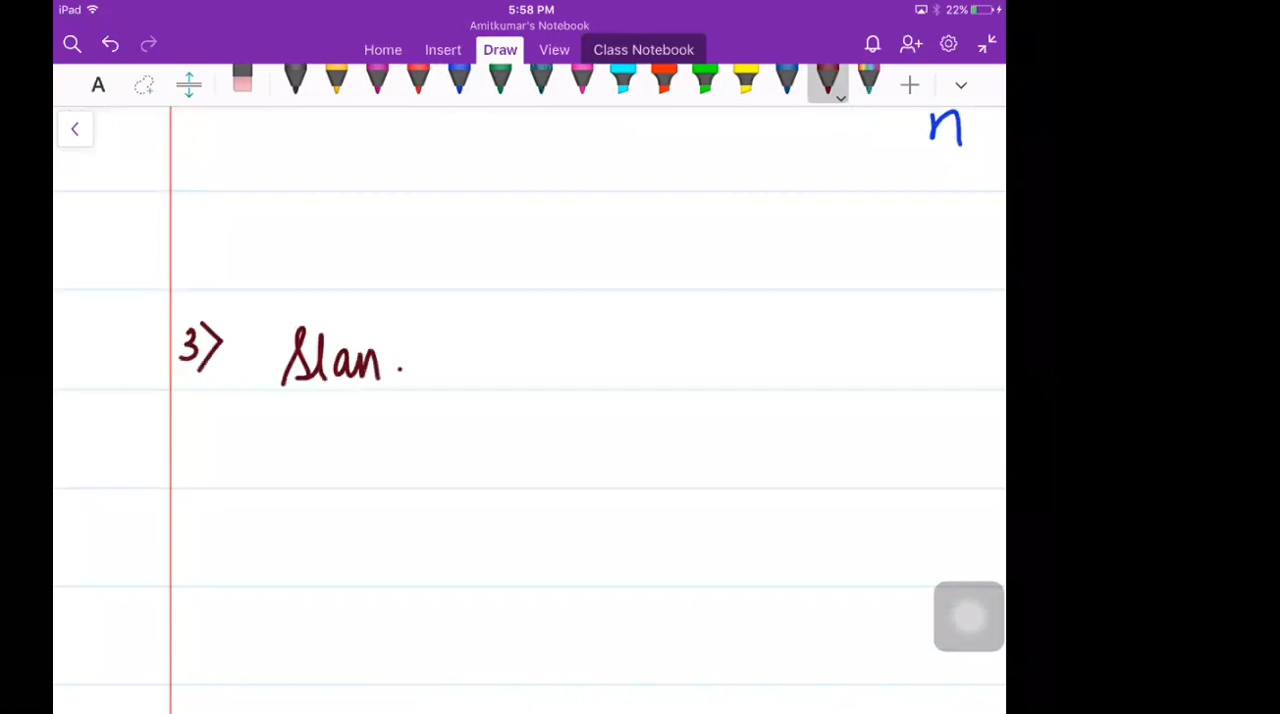 iPad 5:58 PM 22%
Amitkumar's Notebook
Home Insert Draw View Class Notebook
A
n
3> Slan.